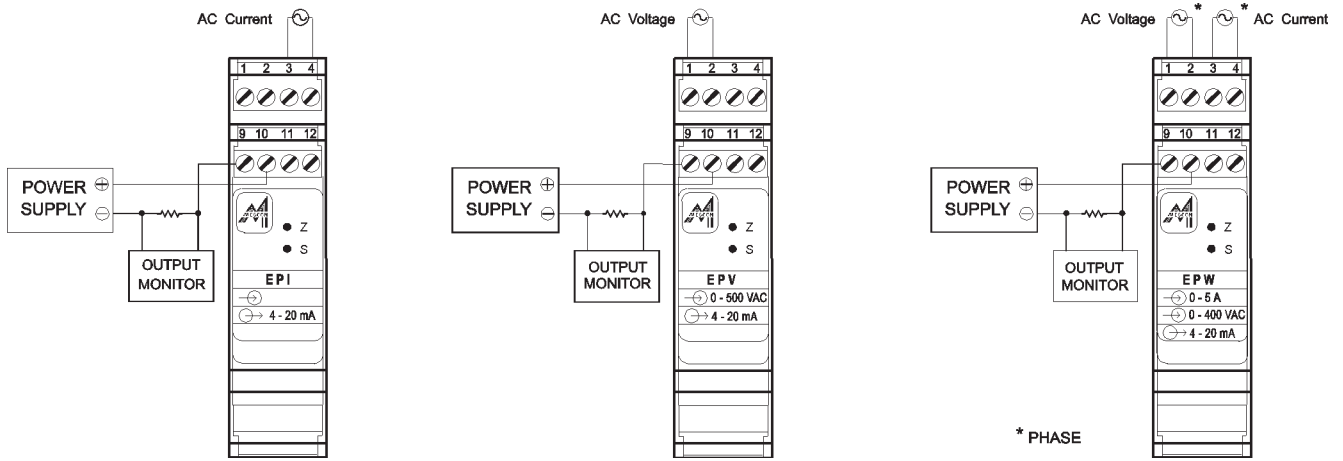 AC Current
1 2 3 4
9 10 11 12
POWER
SUPPLY
OUTPUT
MONITOR
Z
S
EPI
4 - 20 mA
AC Voltage
1 2 3 4
9 10 11 12
POWER
SUPPLY
OUTPUT
MONITOR
Z
S
EPV
0 - 500 VAC
4 - 20 mA
AC Voltage * * AC Current
1 2 3 4
9 10 11 12
POWER
SUPPLY
OUTPUT
MONITOR
Z
S
EPW
0 - 5 A
0 - 400 VAC
4 - 20 mA
* PHASE